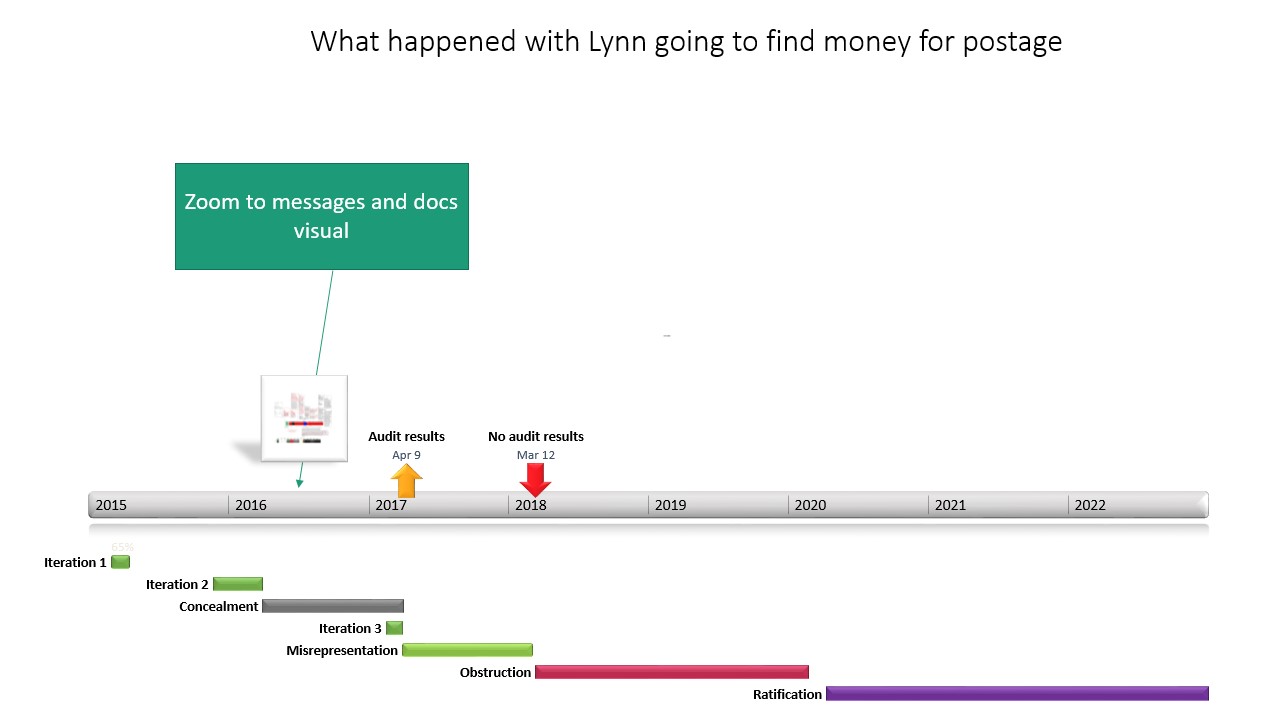 What happened with Lynn going to find money for postage
Zoom to messages and docs
visual
Audit results
Apr 9
No audit results
Mar 12
2015
2016
2017
2018
2019
2020
2021
2022
65%
Iteration 1
Iteration 2
Concealment
Iteration 3
Misrepresentation
Obstruction
Ratification